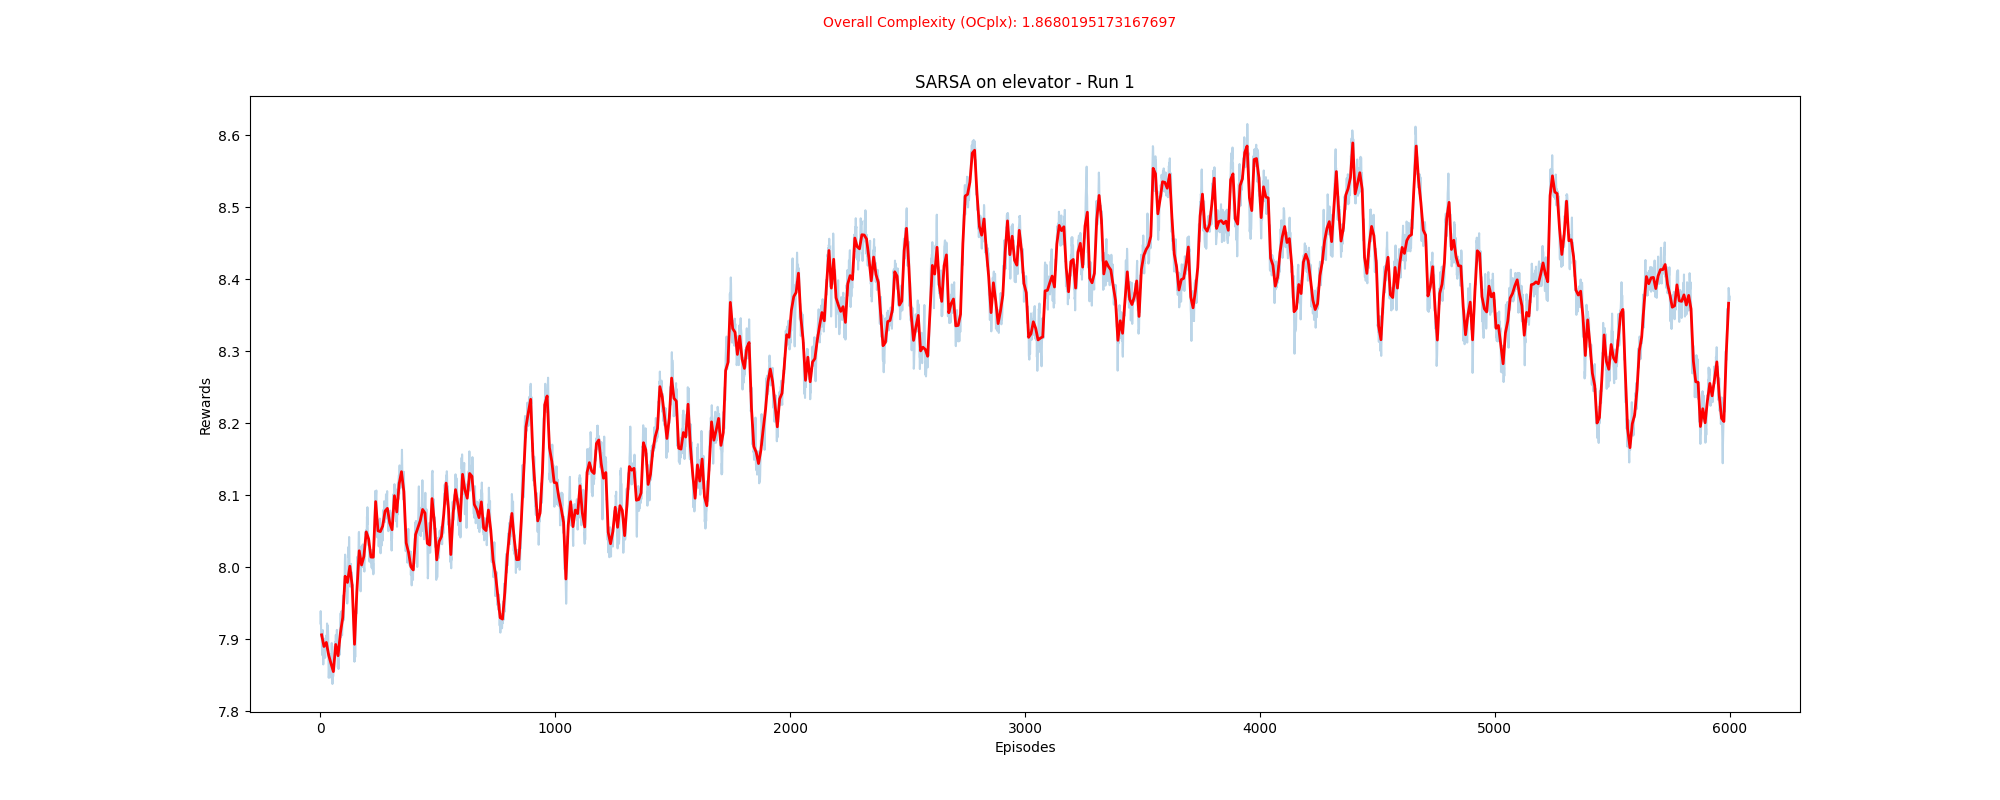 Overall Complexity (OCplx): 1.8680195173167697
SARSA on elevator - Run 1
8.6
8.5
8.4
8.3
8.2
8.1
8.0
7.9
7.8
Rewards
0 1000 2000 3000 4000 5000 6000
Episodes